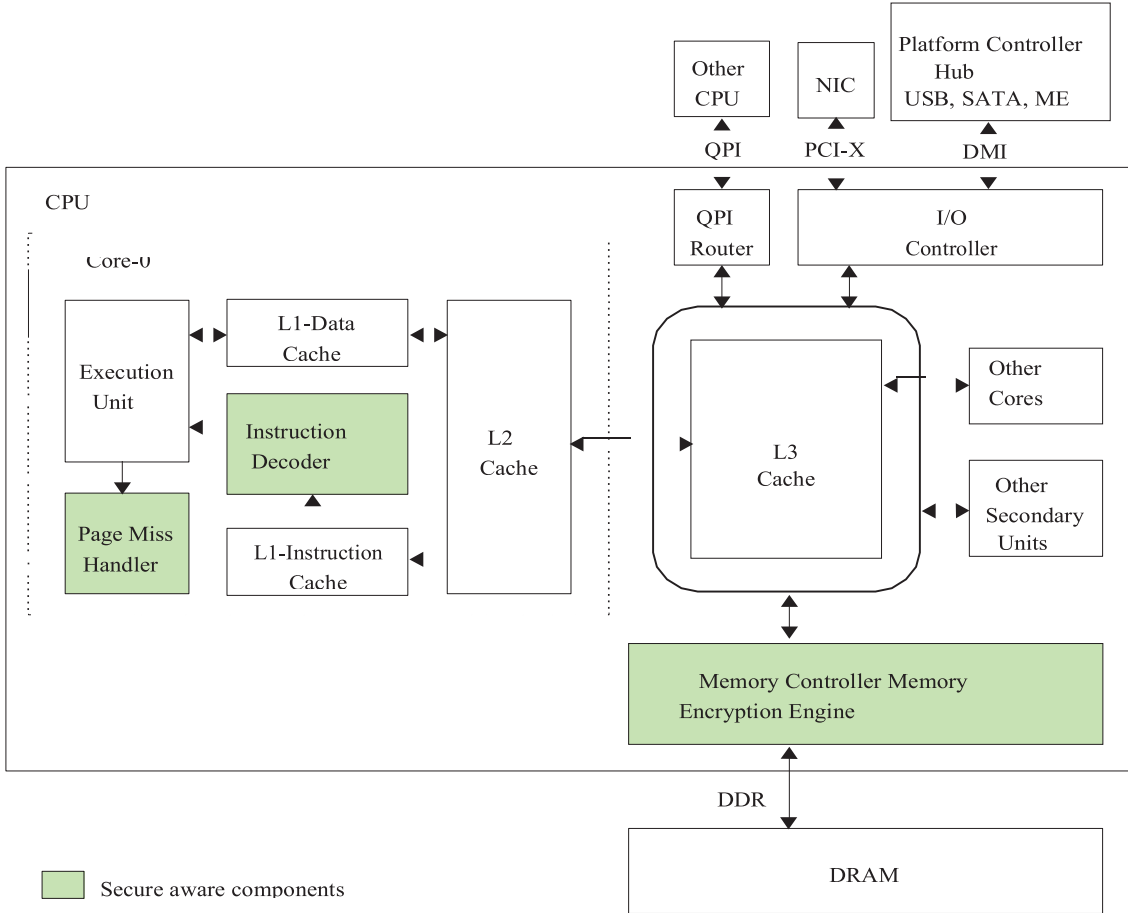 Other
CPU
NIC
Platform Controller
Hub
USB, SATA, ME
QPI
PCI-X
DMI
CPU
QPI
Router
I/O
Controller
Core-0
Execution
Unit
L1-Data
Cache
Instruction
Decoder
L2
Cache
L3
Cache
Other
Cores
Page Miss
Handler
L1-Instruction
Cache
Other
Secondary
Units
Memory Controller Memory
Encryption Engine
DDR
DRAM
Secure aware components